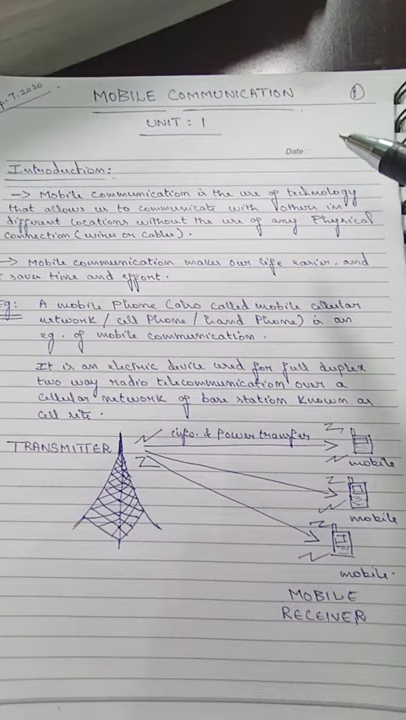 7.2020
MOBILE COMMUNICATION
1
UNIT : 1
Date :
Introduction:
-> Mobile communication is the use of technology
that allows us to communicate with others in
different locations without the use of any Physical
connection (wires or cables).
-> Mobile communication makes our life easier, and
saves time and effort.
Eg: A mobile Phone (also called mobile cellular
network / cell Phone / hand Phone) is an
eg. of mobile communication.
It is an electric device used for full duplex
two way radio telecommunication over a
cellular network of base station known as
cell site.
TRANSMITTER
info. & Power transfer
mobile
mobile
mobile.
MOBILE
RECEIVER